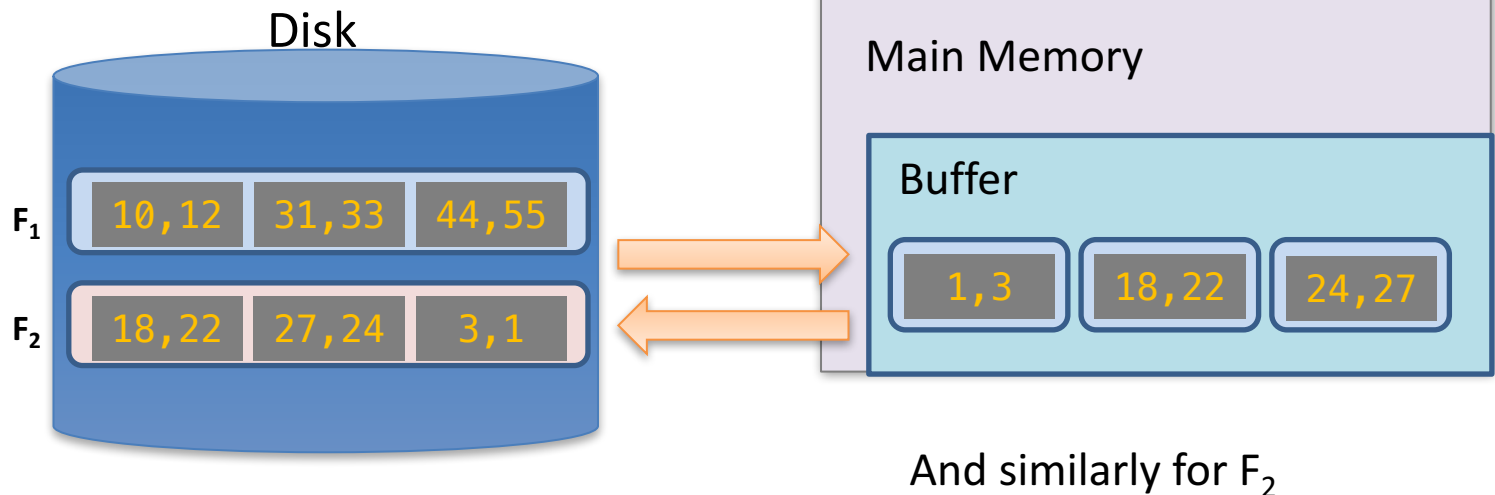 Disk
Main Memory
Buffer
F₁ 10,12 31,33 44,55
1,3 18,22 24,27
F₂ 18,22 27,24 3,1
And similarly for F₂